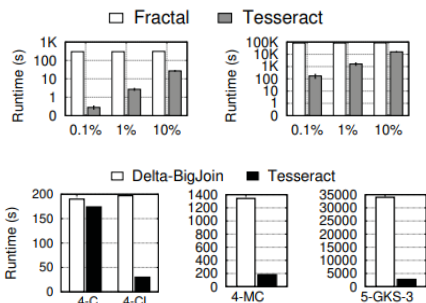 Fractal Tesseract
Runtime (s)
1K
100
10
1
0
0.1% 1% 10%
Runtime (s)
100K
10K
1K
100
10
1
0
0.1% 1% 10%
Delta-BigJoin Tesseract
Runtime (s)
200
150
100
50
0
4-C 4-CL
1400
1200
1000
800
600
400
200
0
4-MC
35000
30000
25000
20000
15000
10000
5000
0
5-GKS-3